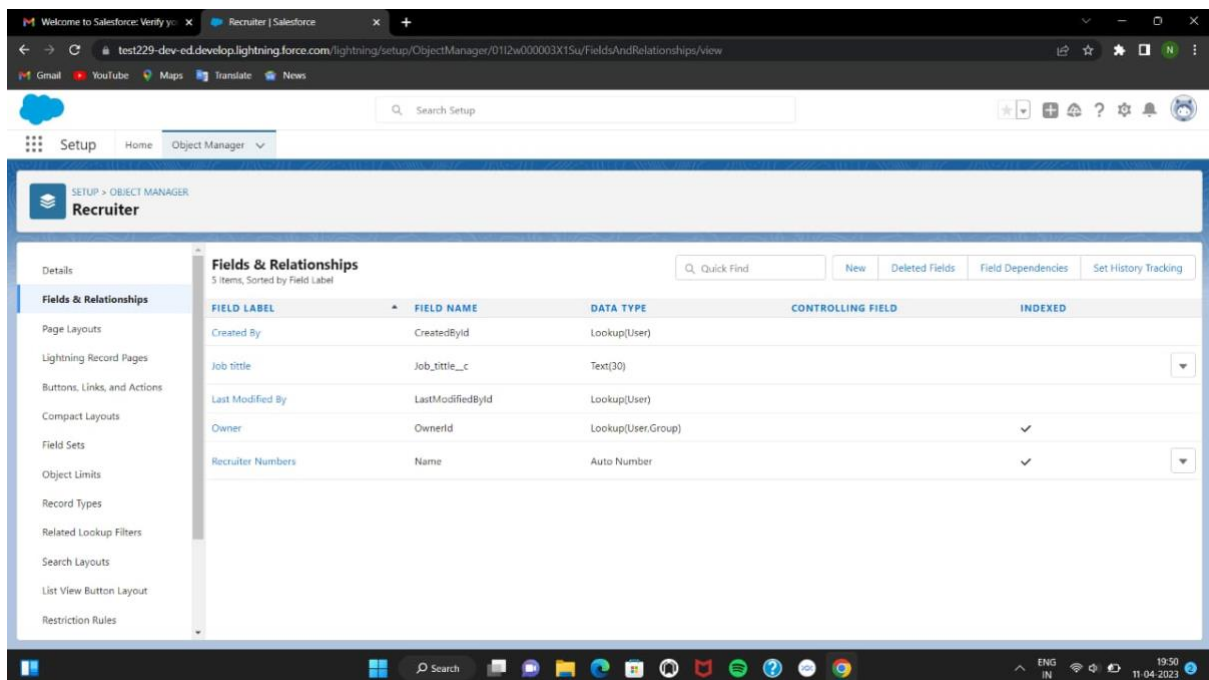 Welcome to Salesforce: Verify yo
Recruiter | Salesforce
test229-dev-ed.develop.lightning.force.com/lightning/setup/ObjectManager/01I2w000003X1Su/FieldsAndRelationships/view
N
Gmail YouTube Maps Translate News
Search Setup
Setup Home Object Manager
SETUP > OBJECT MANAGER
Recruiter
Details
Fields & Relationships
Page Layouts
Lightning Record Pages
Buttons, Links, and Actions
Compact Layouts
Field Sets
Object Limits
Record Types
Related Lookup Filters
Search Layouts
List View Button Layout
Restriction Rules
Fields & Relationships
5 Items, Sorted by Field Label
Quick Find New Deleted Fields Field Dependencies Set History Tracking
FIELD LABEL FIELD NAME DATA TYPE CONTROLLING FIELD INDEXED
Created By CreatedById Lookup(User)
Job tittle Job_tittle__c Text(30)
Last Modified By LastModifiedById Lookup(User)
Owner OwnerId Lookup(User,Group)
Recruiter Numbers Name Auto Number
Search
ENG
IN
19:50
11-04-2023